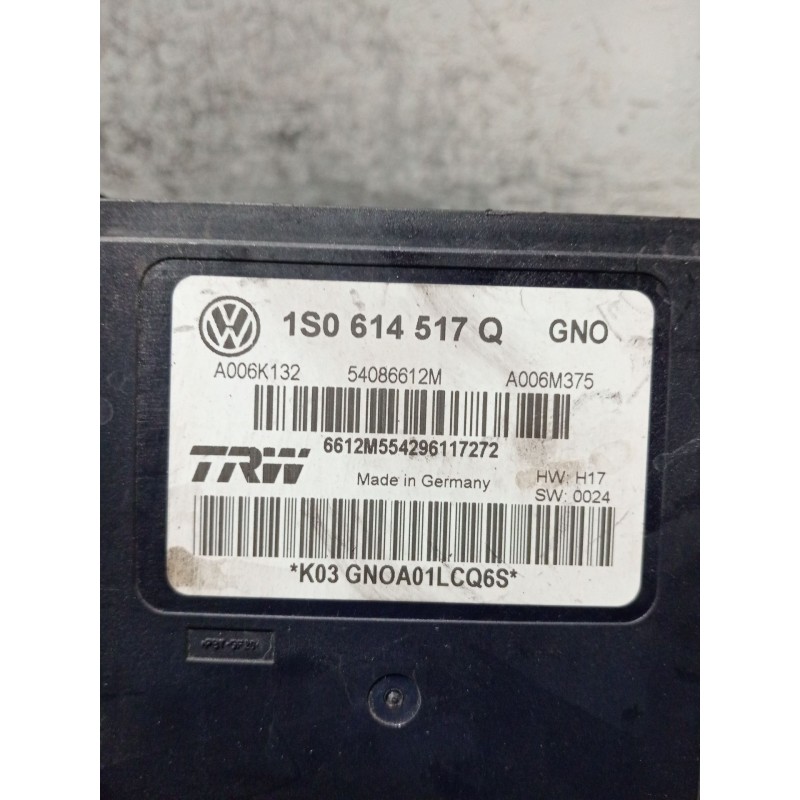 1S0 614 517 Q GNO
A006K132 54086612M A006M375
6612M554296117272
TRW Made in Germany HW: H17
SW: 0024
*K03 GNOA01LCQ6S*